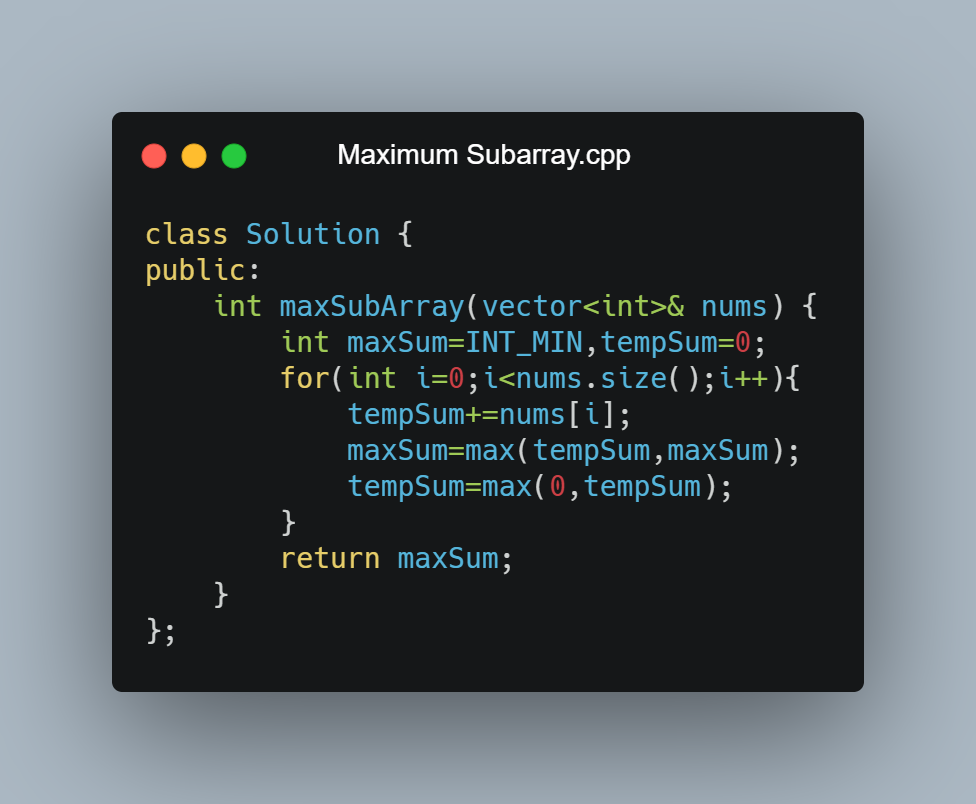 Maximum Subarray.cpp
class Solution {
public:
    int maxSubArray(vector<int>& nums) {
        int maxSum=INT_MIN,tempSum=0;
        for(int i=0;i<nums.size();i++){
            tempSum+=nums[i];
            maxSum=max(tempSum,maxSum);
            tempSum=max(0,tempSum);
        }
        return maxSum;
    }
};